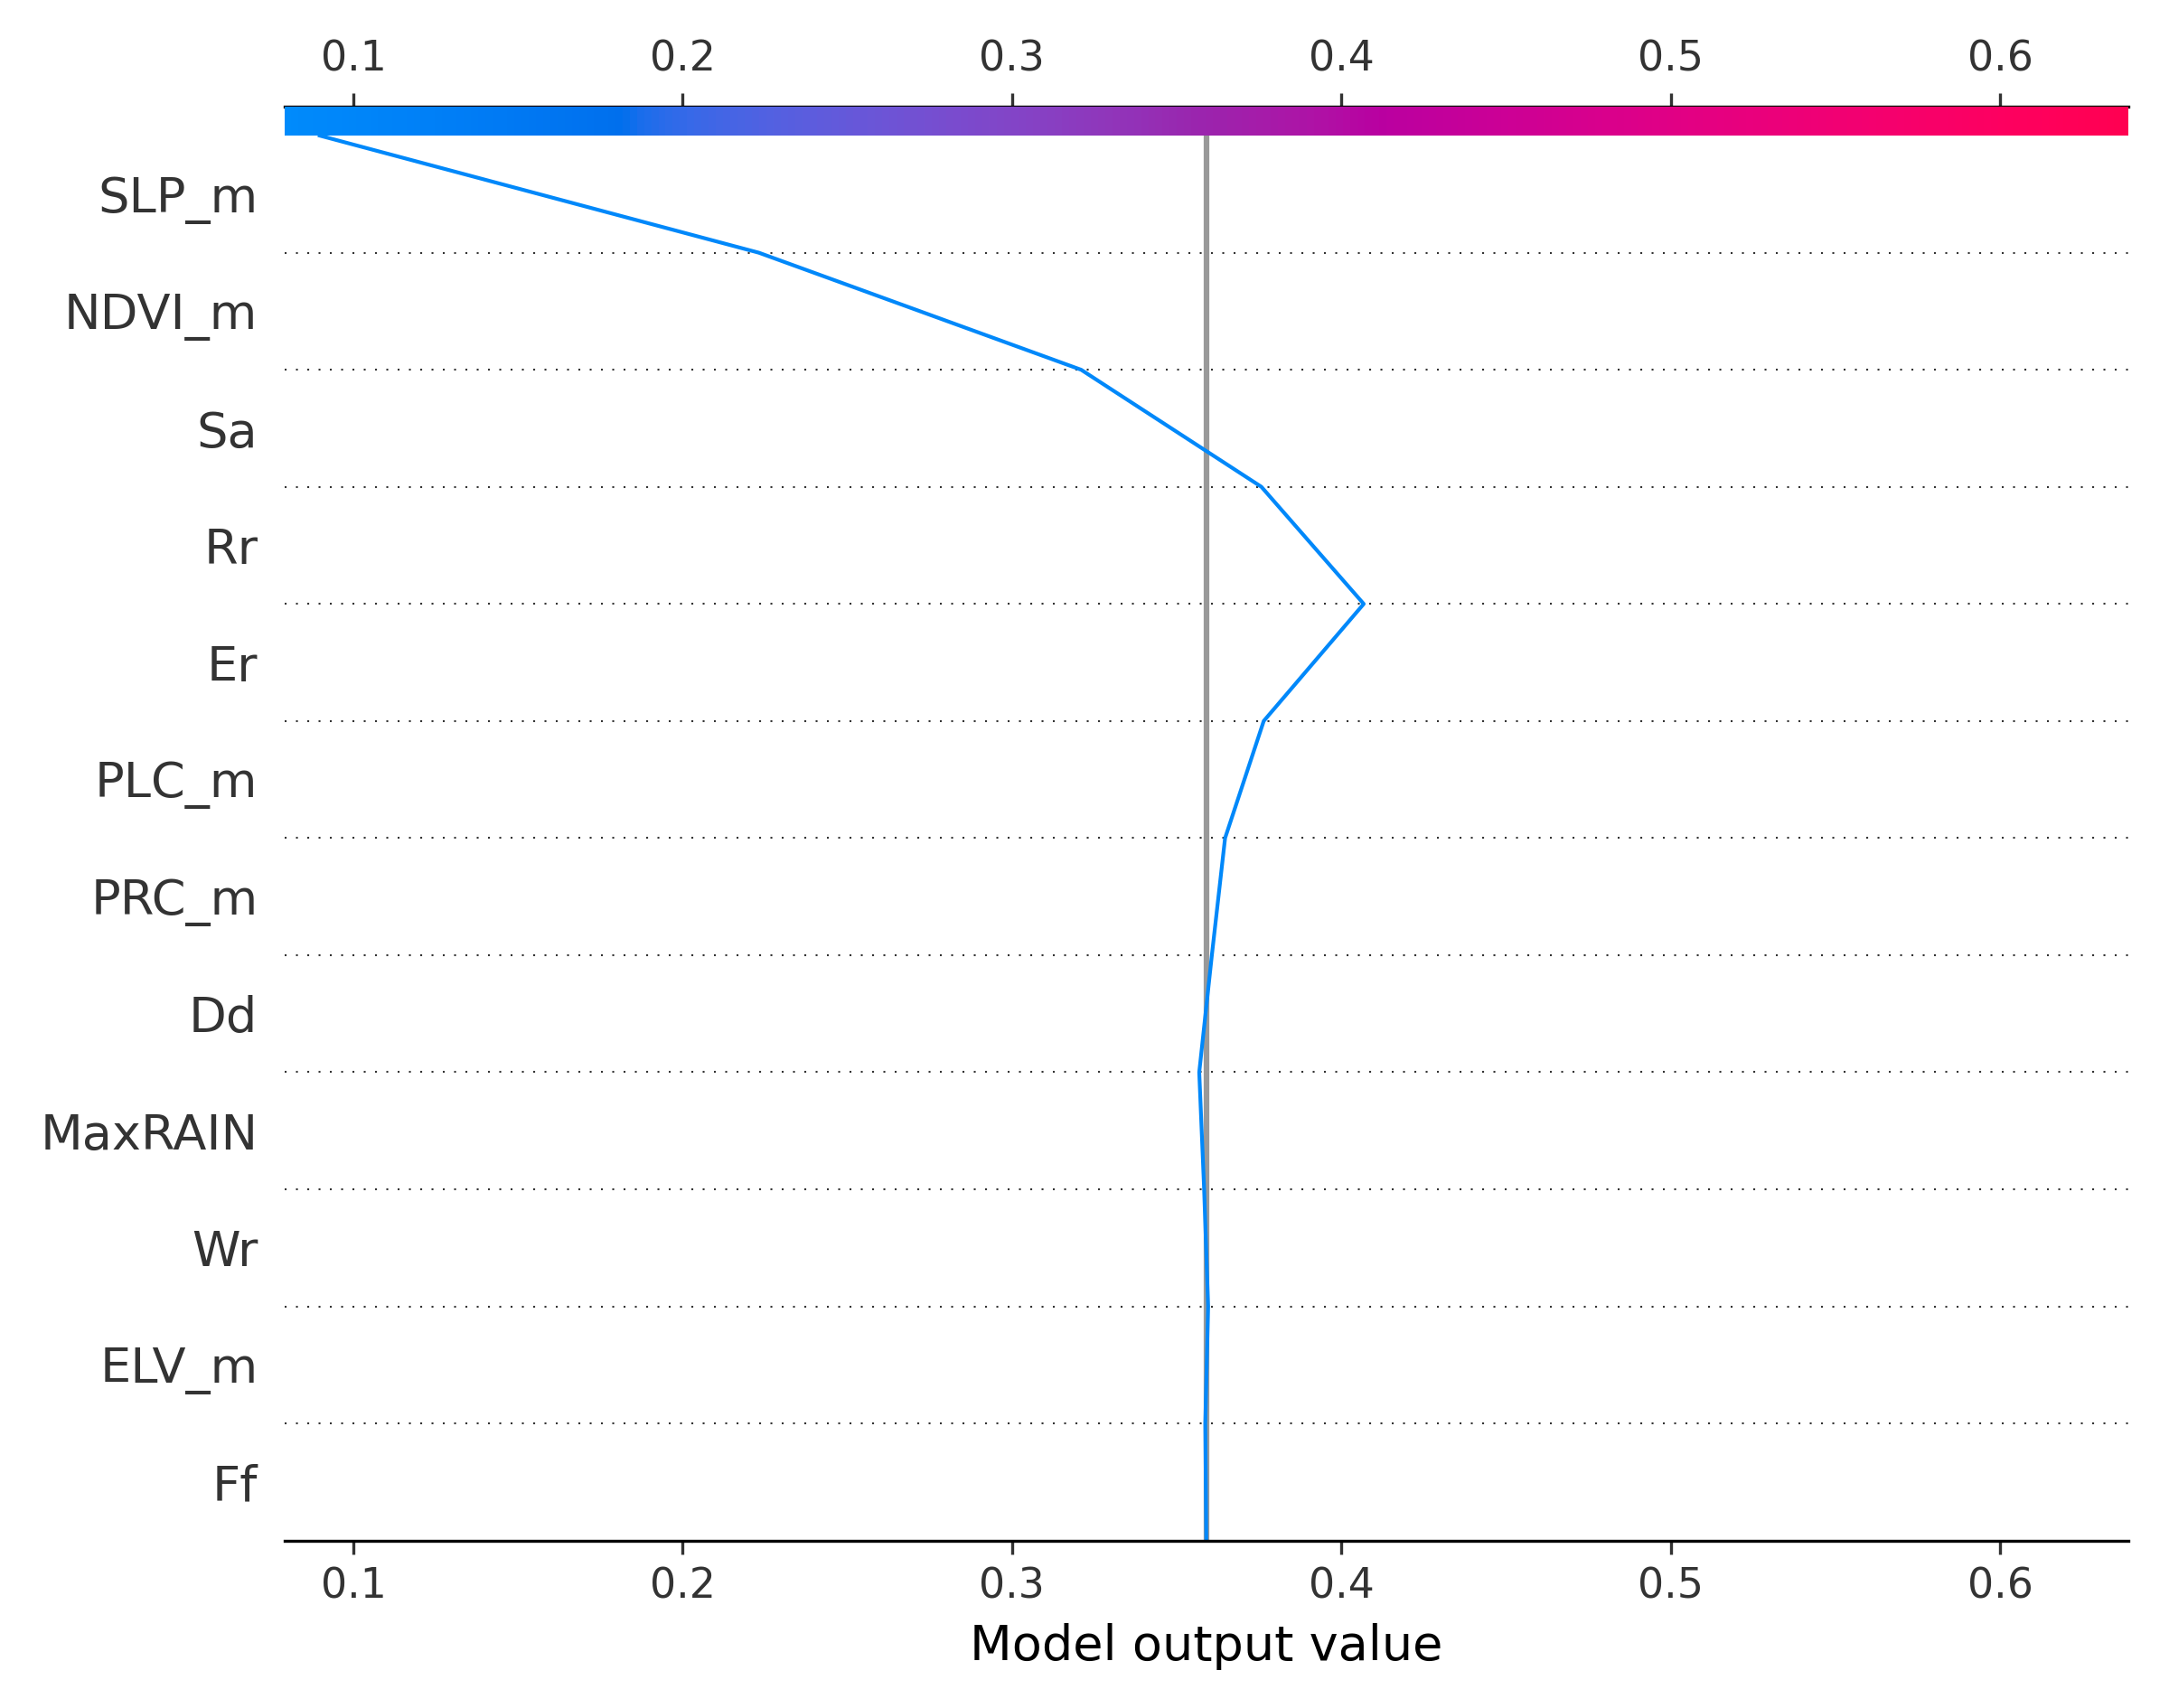 0.1 0.2 0.3 0.4 0.5 0.6
SLP_m
NDVI_m
Sa
Rr
Er
PLC_m
PRC_m
Dd
MaxRAIN
Wr
ELV_m
Ff
0.1 0.2 0.3 0.4 0.5 0.6
Model output value